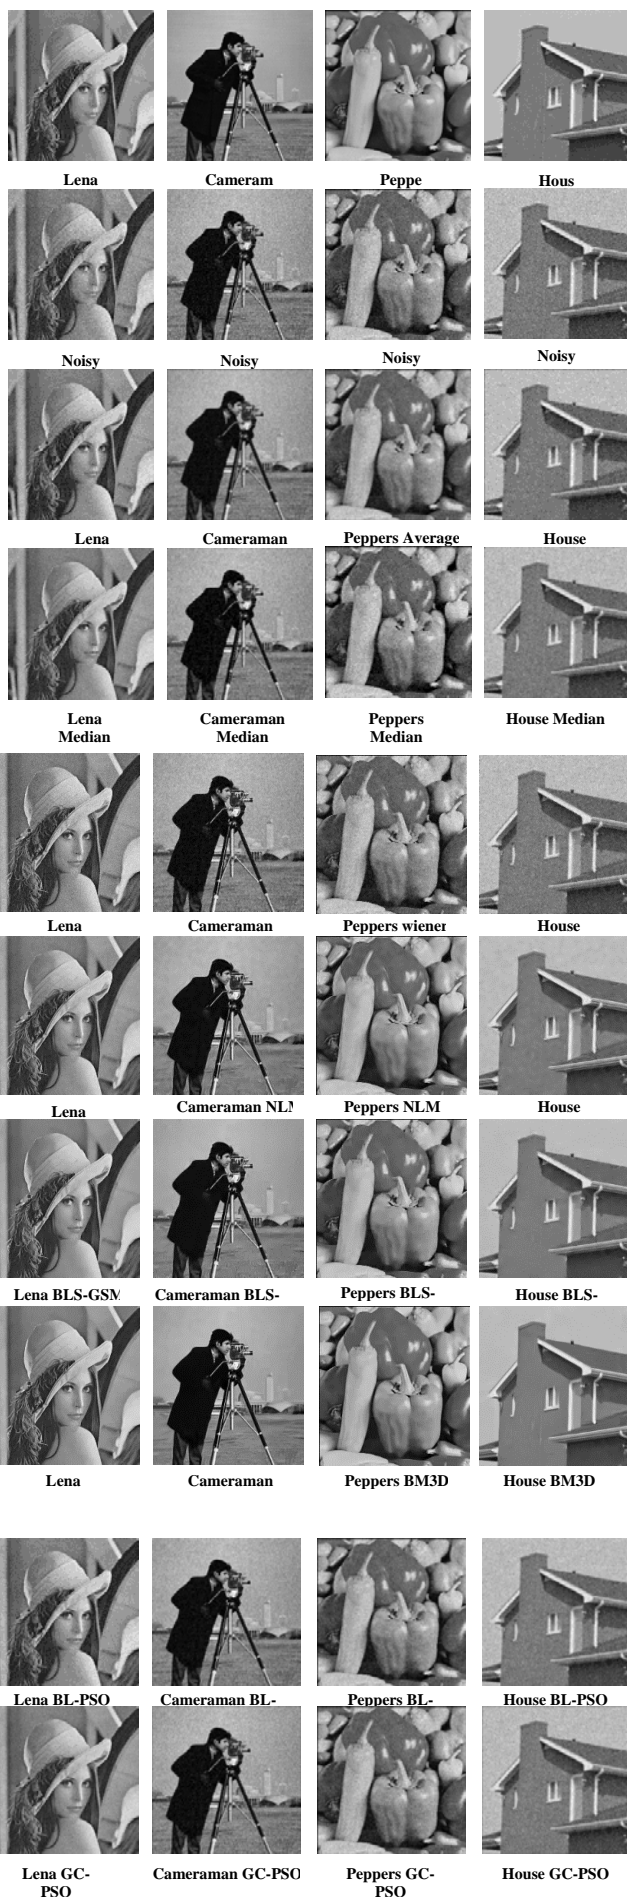 Lena Cameram Peppe Hous
Noisy Noisy Noisy Noisy
Lena Cameraman Peppers Average House
Lena Cameraman Peppers House Median
Median Median Median
Lena Cameraman Peppers wiener House
Lena Cameraman NLM Peppers NLM House
Lena BLS-GSM Cameraman BLS- Peppers BLS- House BLS-
Lena Cameraman Peppers BM3D House BM3D
Lena BL-PSO Cameraman BL- Peppers BL- House BL-PSO
Lena GC- Cameraman GC-PSO Peppers GC- House GC-PSO
PSO PSO